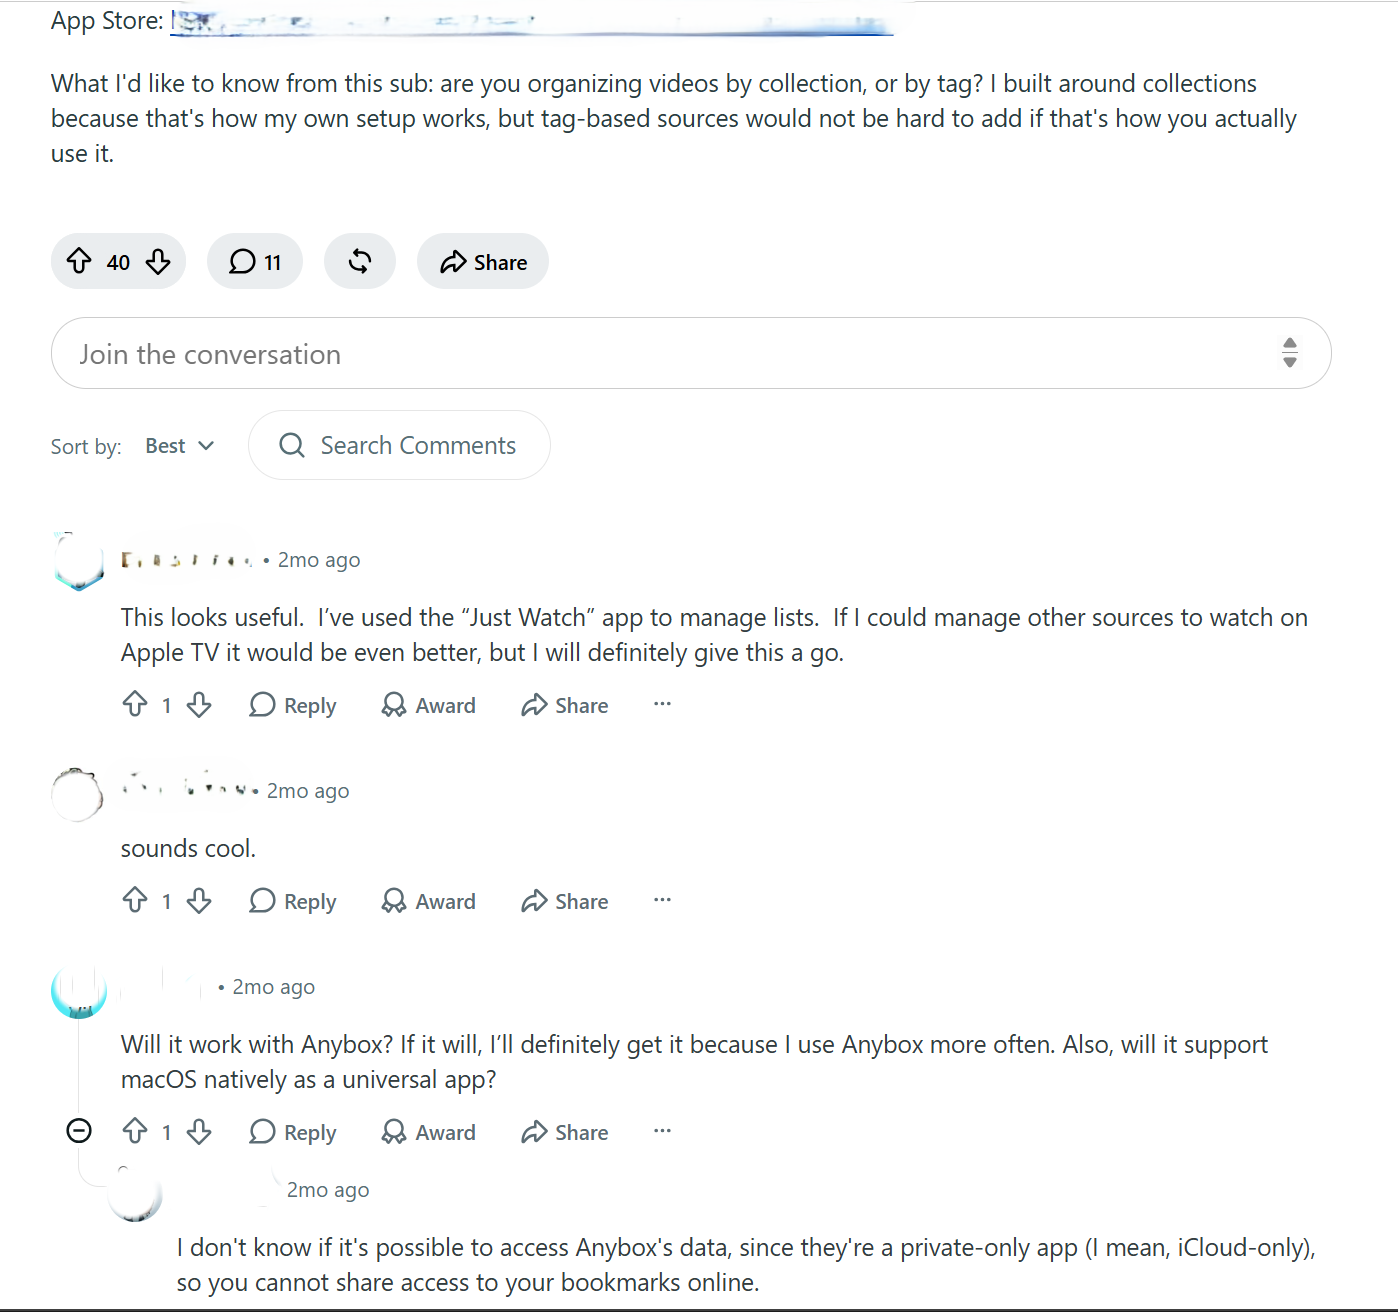 App Store:
What I'd like to know from this sub: are you organizing videos by collection, or by tag? I built around collections
because that's how my own setup works, but tag-based sources would not be hard to add if that's how you actually
use it.
40 11 Share
Join the conversation
Sort by: Best Search Comments
• 2mo ago
This looks useful.  I’ve used the “Just Watch” app to manage lists.  If I could manage other sources to watch on
Apple TV it would be even better, but I will definitely give this a go.
1 Reply Award Share ...
• 2mo ago
sounds cool.
1 Reply Award Share ...
• 2mo ago
Will it work with Anybox? If it will, I’ll definitely get it because I use Anybox more often. Also, will it support
macOS natively as a universal app?
1 Reply Award Share ...
2mo ago
I don't know if it's possible to access Anybox's data, since they're a private-only app (I mean, iCloud-only),
so you cannot share access to your bookmarks online.